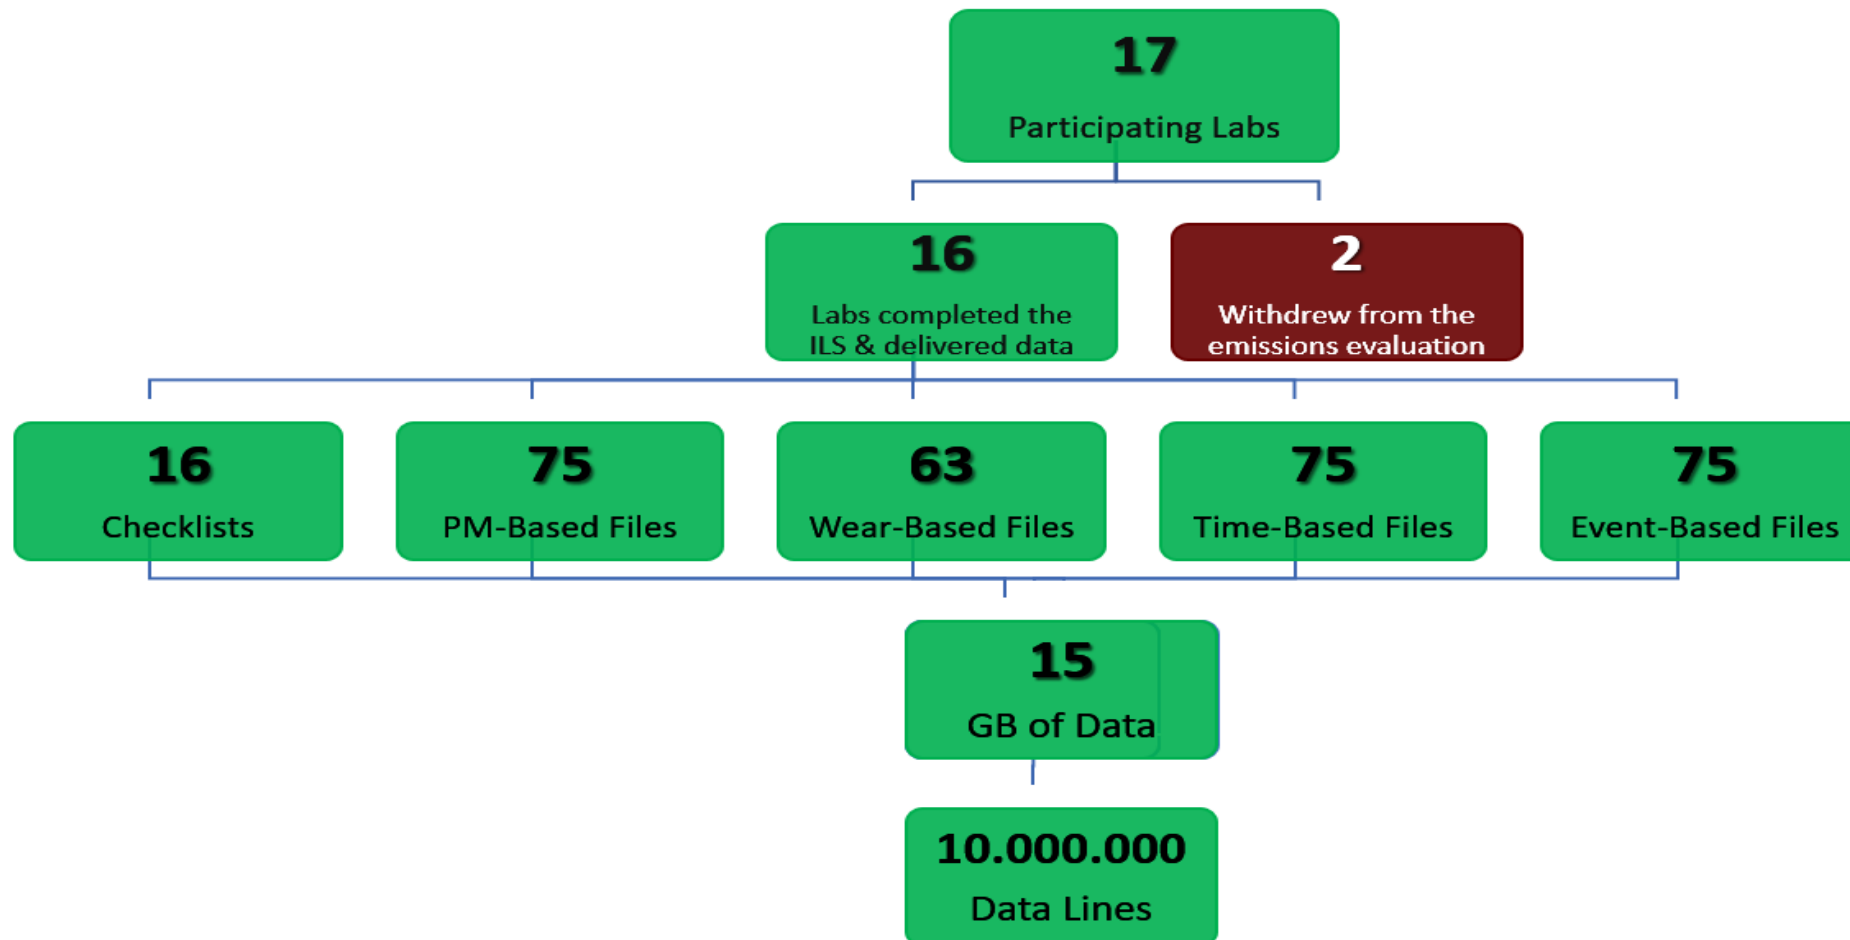 17
Participating Labs
16
Labs completed the
ILS & delivered data
2
Withdrew from the
emissions evaluation
16
Checklists
75
PM-Based Files
63
Wear-Based Files
75
Time-Based Files
75
Event-Based Files
15
GB of Data
10.000.000
Data Lines